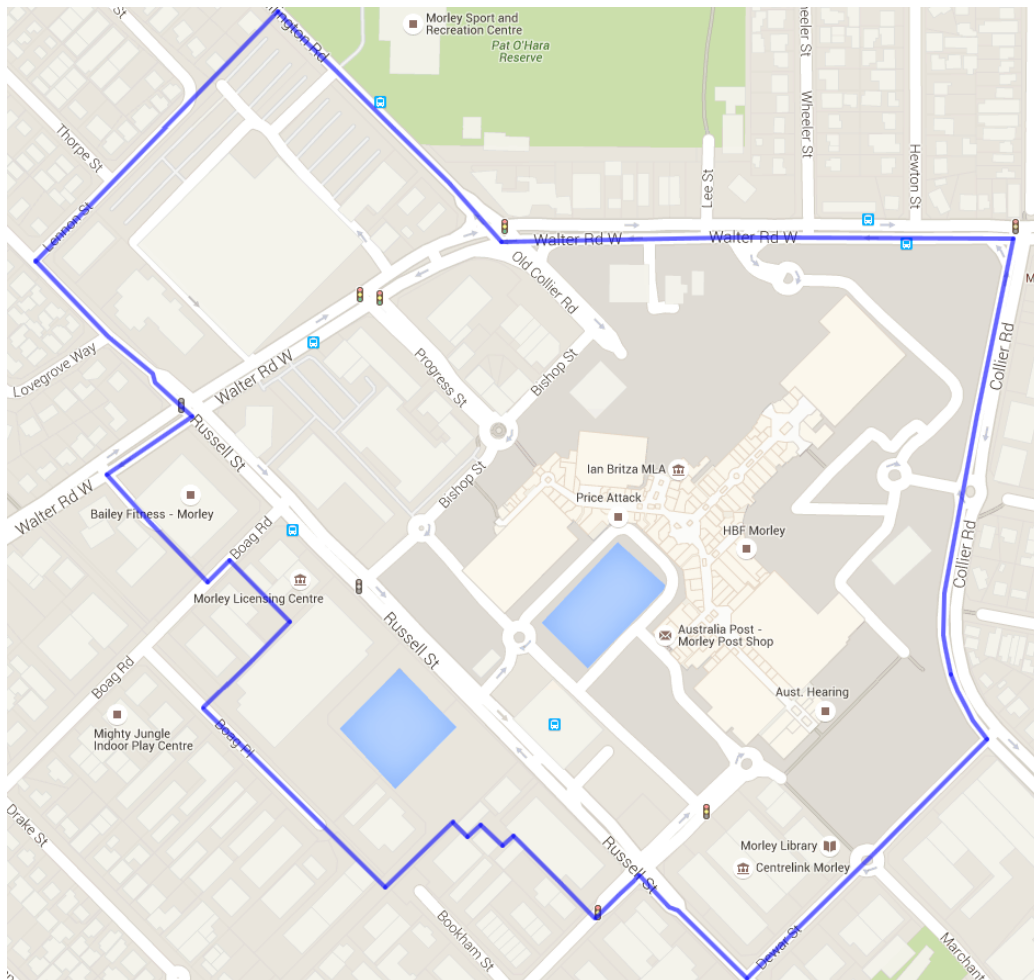 Morley Sport and
Recreation Centre
Pat O'Hara
Reserve
Wheeler St
Lee St
Hewton St
Thorpe St
Lennon St
Walter Rd W
Walter Rd W
Old Collier Rd
Collier Rd
Lovegrove Way
Walter Rd W
Progress St
Bishop St
Russell St
Bishop St
Ian Britza MLA
Price Attack
Walter Rd W
Bailey Fitness - Morley
Boag Rd
HBF Morley
Collier Rd
Morley Licensing Centre
Russell St
Australia Post -
Morley Post Shop
Boag Rd
Aust. Hearing
Mighty Jungle
Indoor Play Centre
Boag Pl
Drake St
Russell St
Morley Library
Centrelink Morley
Bookham St
Dewar St